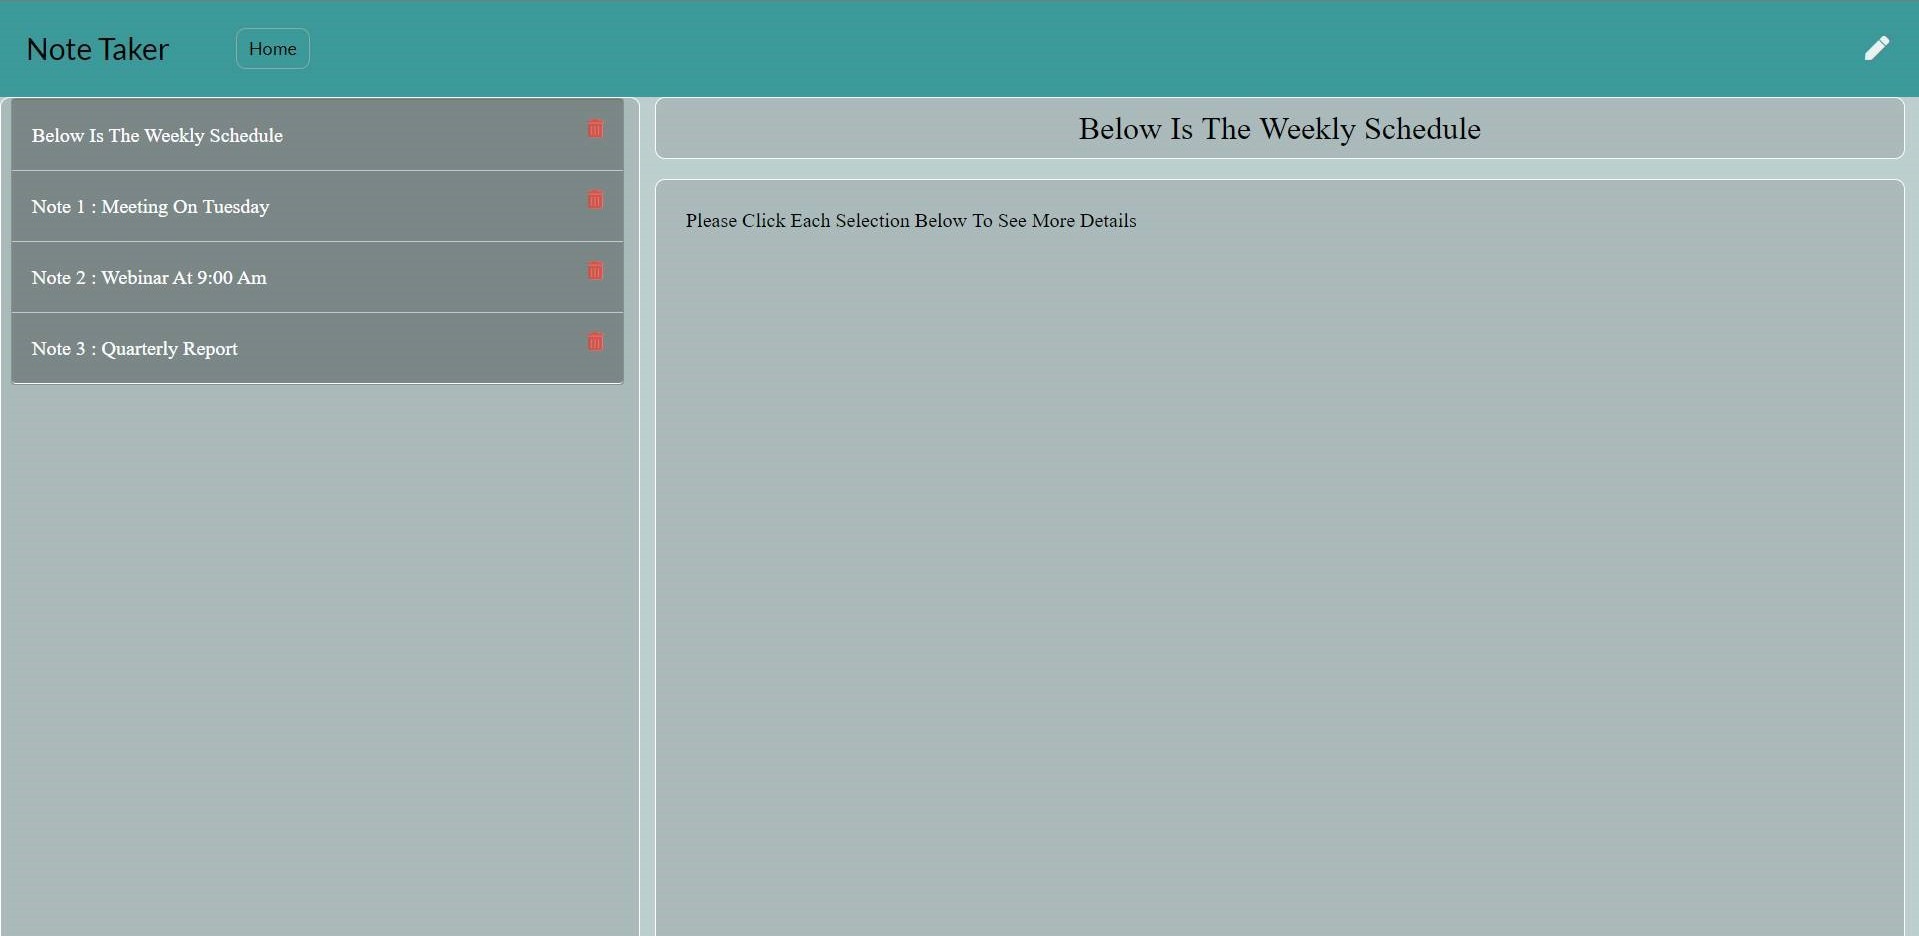 Note Taker
Home
Below Is The Weekly Schedule
Note 1 : Meeting On Tuesday
Note 2 : Webinar At 9:00 Am
Note 3 : Quarterly Report
Below Is The Weekly Schedule
Please Click Each Selection Below To See More Details